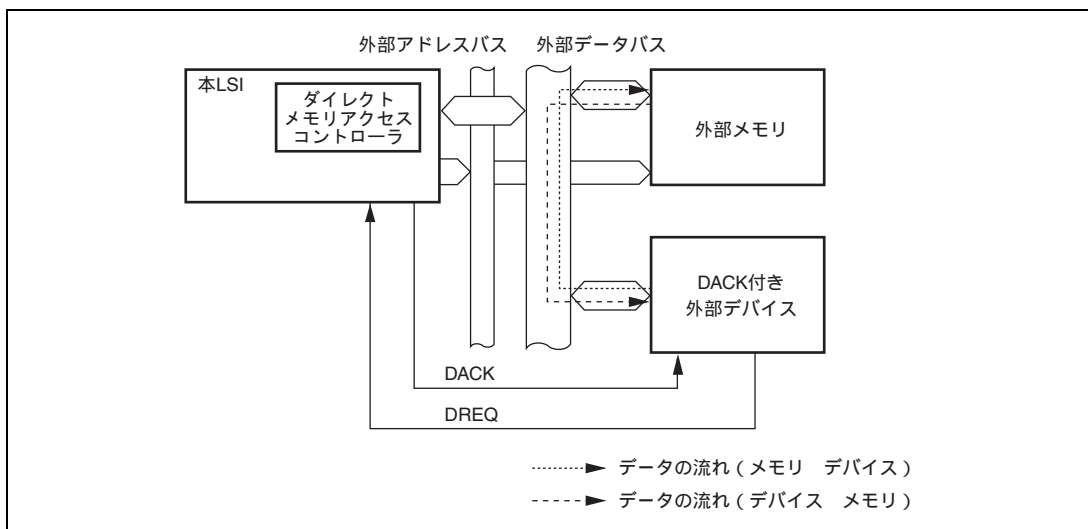 外部アドレスバス
外部データバス
本LSI
ダイレクト
メモリアクセス
コントローラ
外部メモリ
DACK付き
外部デバイス
DACK
DREQ
データの流れ(メモリ　デバイス)
データの流れ(デバイス　メモリ)